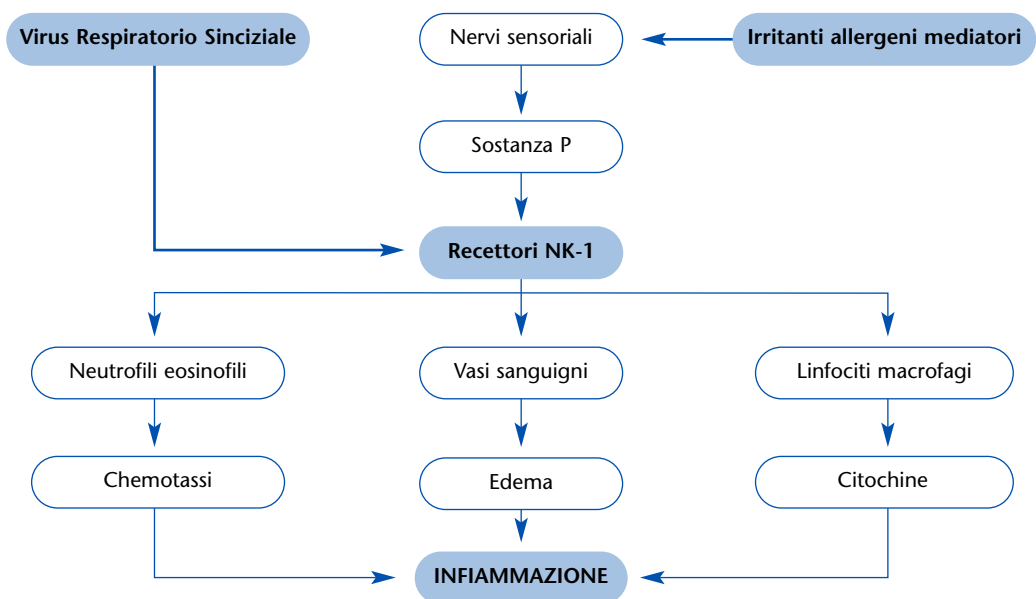 Virus Respiratorio Sinciziale
Nervi sensoriali
Irritanti allergeni mediatori
Sostanza P
Recettori NK-1
Neutrofili eosinofili
Vasi sanguigni
Linfociti macrofagi
Chemotassi
Edema
Citochine
INFIAMMAZIONE